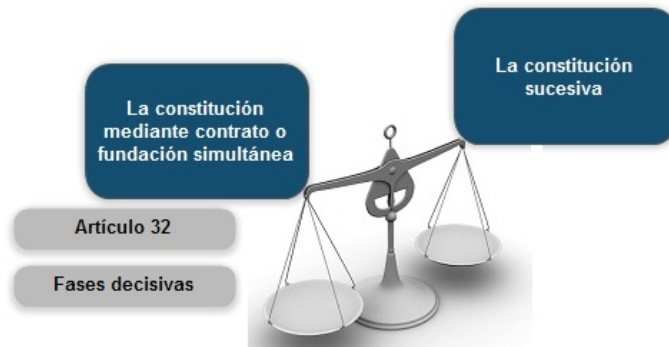 La constitución
mediante contrato o
fundación simultánea
La constitución
sucesiva
Artículo 32
Fases decisivas